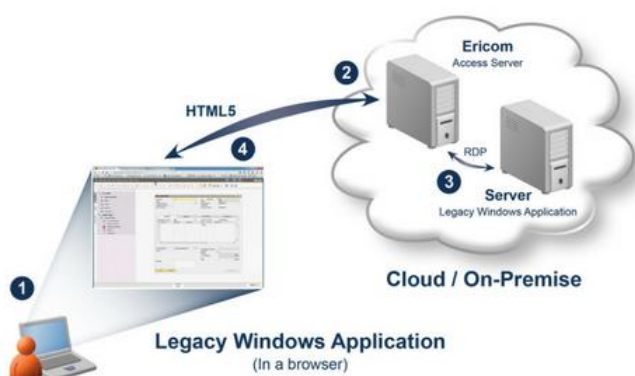 Ericom
Access Server
2
HTML5
4
RDP
3
Server
Legacy Windows Application
1
Cloud / On-Premise
Legacy Windows Application
(In a browser)